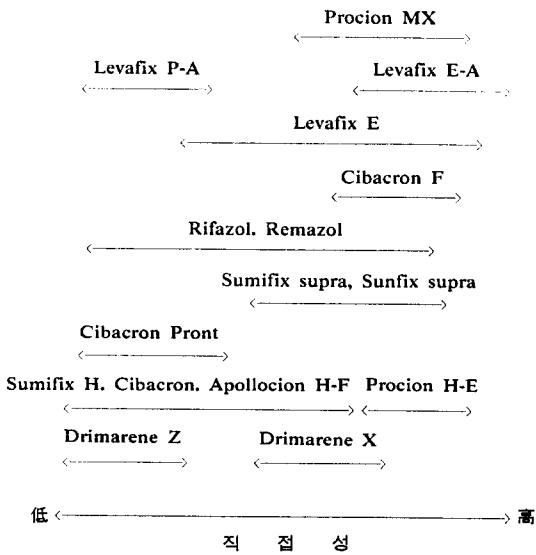 Procion MX
Levafix P-A Levafix E-A
Levafix E
Cibacron F
Rifazol. Remazol
Sumifix supra, Sunfix supra
Cibacron Pront
Sumifix H. Cibacron. Apollocion H-F Procion H-E
Drimarene Z Drimarene X
低 高
직 접 성